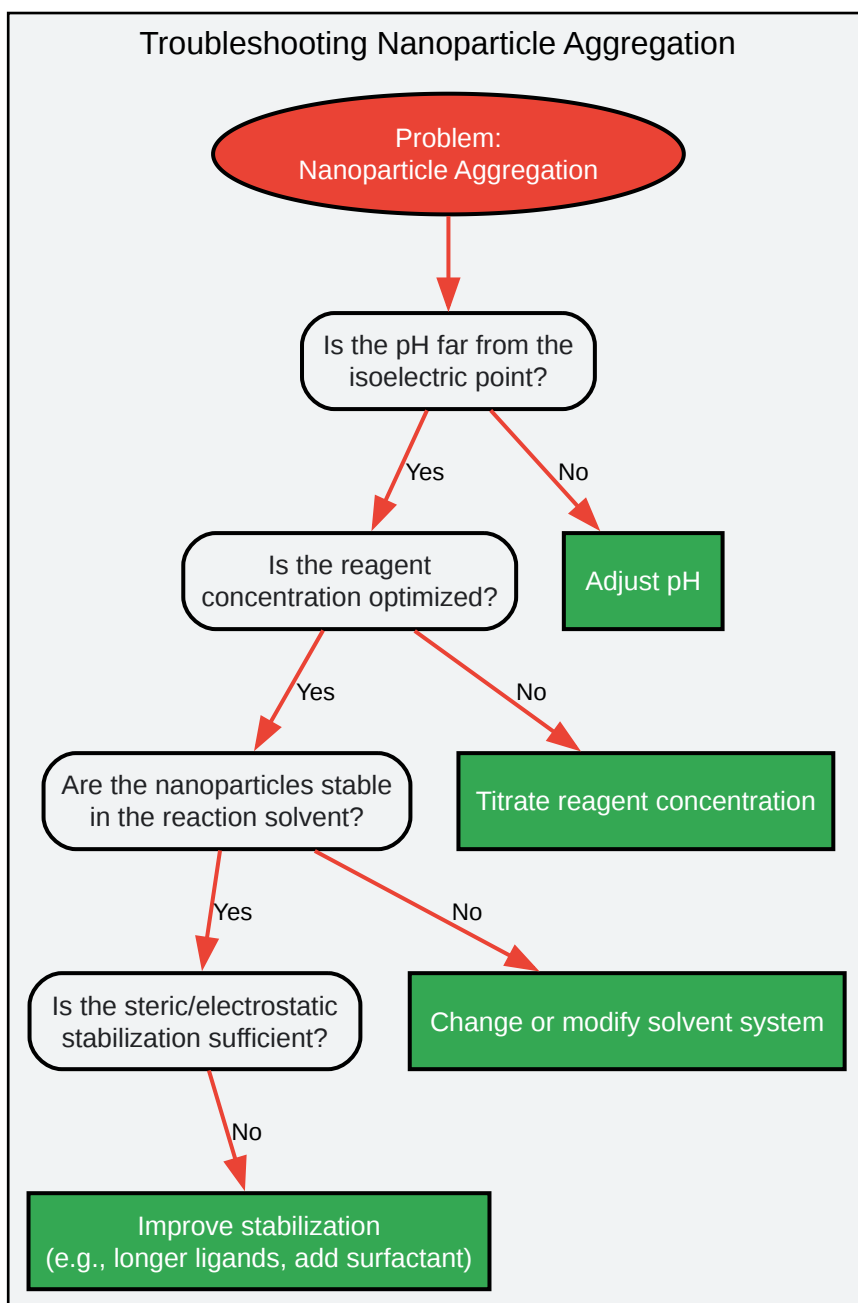 Troubleshooting Nanoparticle Aggregation
Problem:
Nanoparticle Aggregation
Is the pH far from the
isoelectric point?
Yes
No
Is the reagent
concentration optimized?
Adjust pH
Yes
No
Are the nanoparticles stable
in the reaction solvent?
Titrate reagent concentration
Yes
No
Is the steric/electrostatic
stabilization sufficient?
Change or modify solvent system
No
Improve stabilization
(e.g., longer ligands, add surfactant)